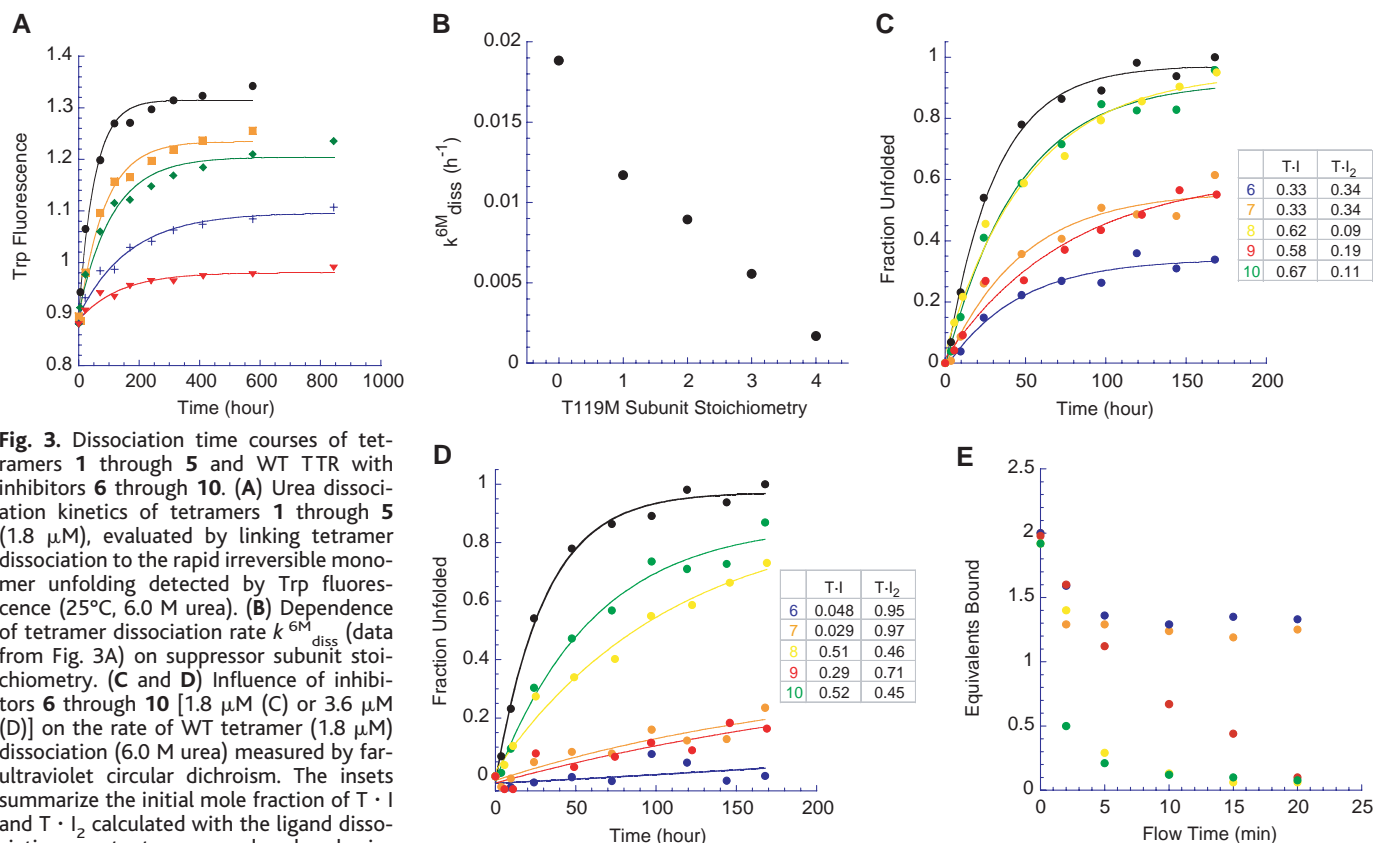 A
1.4
1.3
1.2
1.1
1
0.9
0.8
Trp Fluorescence
0 200 400 600 800 1000
Time (hour)
B
0.02
0.015
0.01
0.005
0
k6Mdiss (h-1)
0 1 2 3 4
T119M Subunit Stoichiometry
C
1
0.8
0.6
0.4
0.2
0
Fraction Unfolded
0 50 100 150 200
Time (hour)
T·I T·I2
6 0.33 0.34
7 0.33 0.34
8 0.62 0.09
9 0.58 0.19
10 0.67 0.11
Fig. 3. Dissociation time courses of tet-
ramers 1 through 5 and WT TTR with
inhibitors 6 through 10. (A) Urea dissoci-
ation kinetics of tetramers 1 through 5
(1.8 μM), evaluated by linking tetramer
dissociation to the rapid irreversible mono-
mer unfolding detected by Trp fluores-
cence (25°C, 6.0 M urea). (B) Dependence
of tetramer dissociation rate k6Mdiss (data
from Fig. 3A) on suppressor subunit stoi-
chiometry. (C and D) Influence of inhibi-
tors 6 through 10 [1.8 μM (C) or 3.6 μM
(D)] on the rate of WT tetramer (1.8 μM)
dissociation (6.0 M urea) measured by far-
ultraviolet circular dichroism. The insets
summarize the initial mole fraction of T · I
and T · I2 calculated with the ligand disso-
D
1
0.8
0.6
0.4
0.2
0
Fraction Unfolded
0 50 100 150 200
Time (hour)
T·I T·I2
6 0.048 0.95
7 0.029 0.97
8 0.51 0.46
9 0.29 0.71
10 0.52 0.45
E
2.5
2
1.5
1
0.5
0
Equivalents Bound
0 5 10 15 20 25
Flow Time (min)